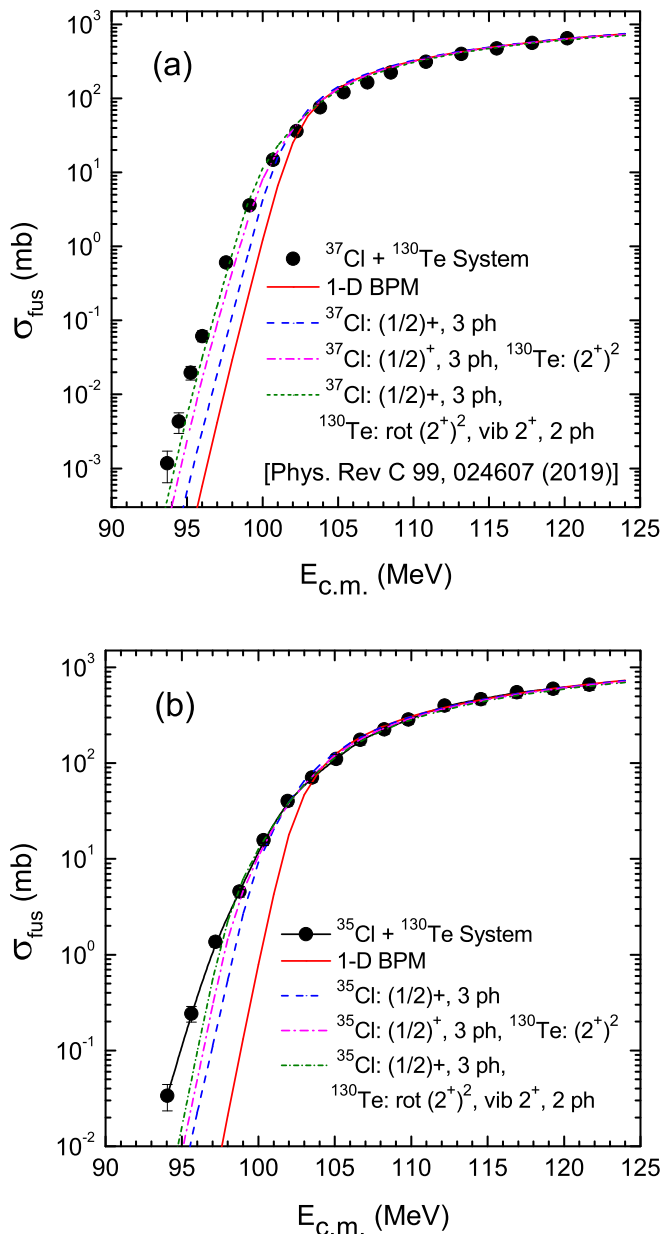 (a)
10³
10²
10¹
10⁰
10⁻¹
10⁻²
10⁻³
σfus (mb)
³⁷Cl + ¹³⁰Te System
1-D BPM
³⁷Cl: (1/2)+, 3 ph
³⁷Cl: (1/2)⁺, 3 ph, ¹³⁰Te: (2⁺)²
³⁷Cl: (1/2)+, 3 ph,
¹³⁰Te: rot (2⁺)², vib 2⁺, 2 ph
[Phys. Rev C 99, 024607 (2019)]
90 95 100 105 110 115 120 125
Ec.m. (MeV)
(b)
10³
10²
10¹
10⁰
10⁻¹
10⁻²
σfus (mb)
³⁵Cl + ¹³⁰Te System
1-D BPM
³⁵Cl: (1/2)+, 3 ph
³⁵Cl: (1/2)⁺, 3 ph, ¹³⁰Te: (2⁺)²
³⁵Cl: (1/2)+, 3 ph,
¹³⁰Te: rot (2⁺)², vib 2⁺, 2 ph
90 95 100 105 110 115 120 125
Ec.m. (MeV)